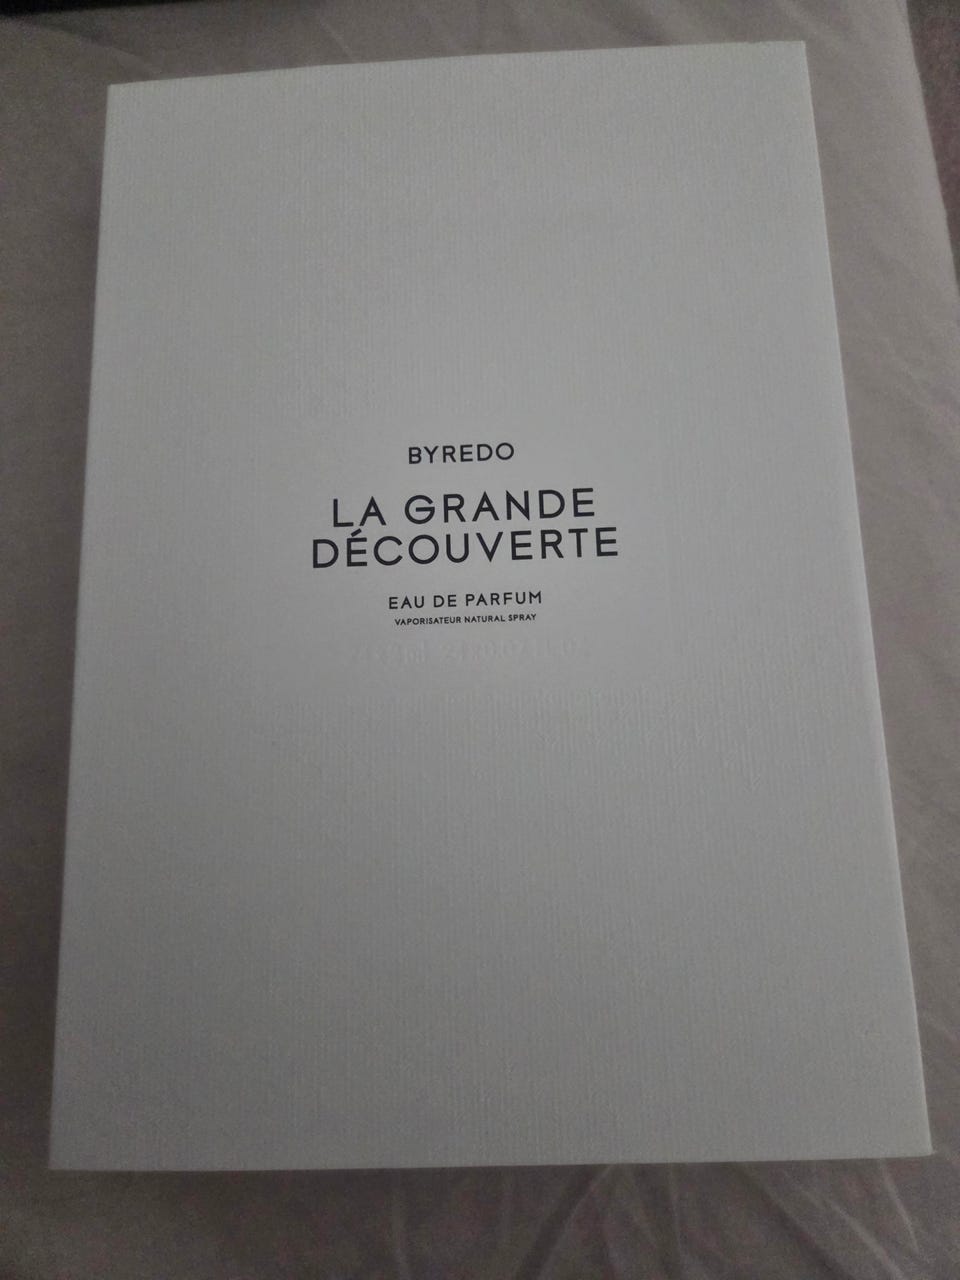 BYREDO
LA GRANDE
DÉCOUVERTE
EAU DE PARFUM
VAPORISATEUR NATURAL SPRAY